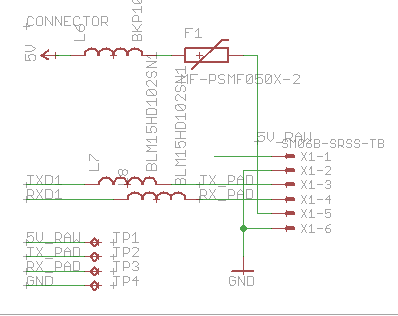 CONNECTOR
L6
BKP10
F1
5V
MF-PSMF050X-2
BLM15HD102SN1
BLM15HD102SN1
5V_RAW
SM06B-SRSS-TB
X1-1
X1-2
L7
8
TXD1
TX_PAD
X1-3
RXD1
RX_PAD
X1-4
X1-5
X1-6
5V_RAW
TP1
TX_PAD
TP2
RX_PAD
TP3
GND
TP4
GND